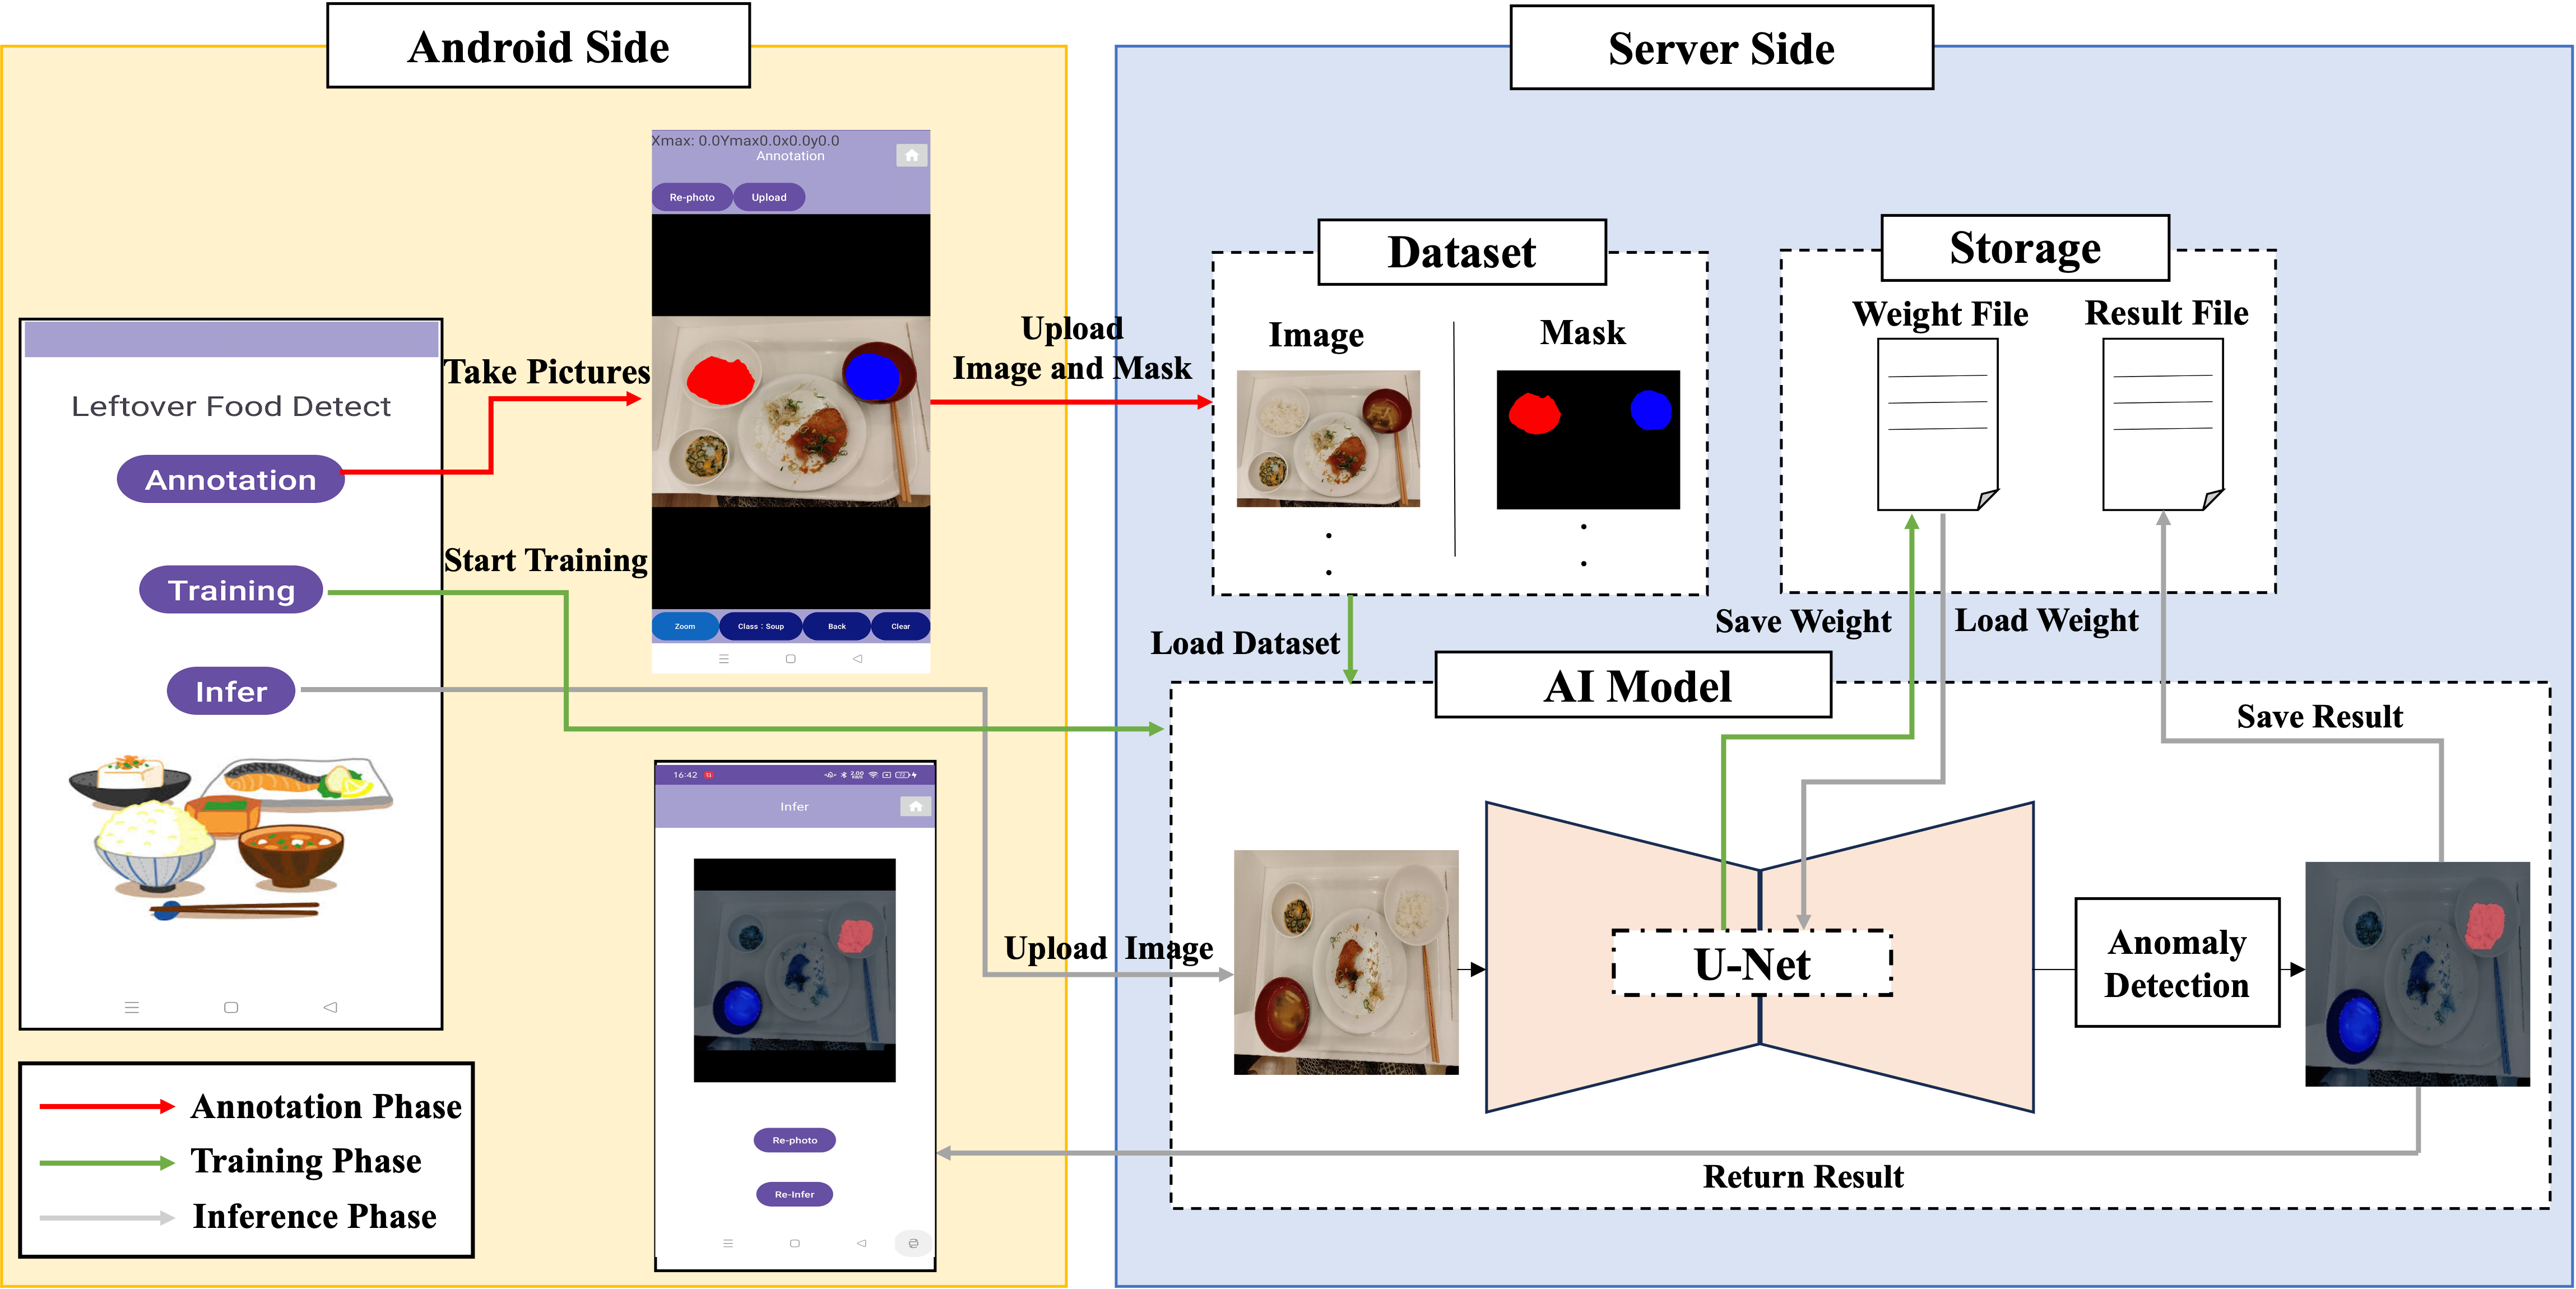 Android Side
Server Side
Xmax: 0.0Ymax0.0x0.0y0.0
Annotation
Re-photo
Upload
Zoom
Class : Soup
Back
Clear
Leftover Food Detect
Annotation
Training
Infer
Take Pictures
Start Training
Upload
Image and Mask
Upload Image
16:42
2.00
72
Infer
Re-photo
Re-Infer
Annotation Phase
Training Phase
Inference Phase
Dataset
Image
Mask
Storage
Weight File
Result File
Load Dataset
Save Weight
Load Weight
Save Result
AI Model
U-Net
Anomaly
Detection
Return Result